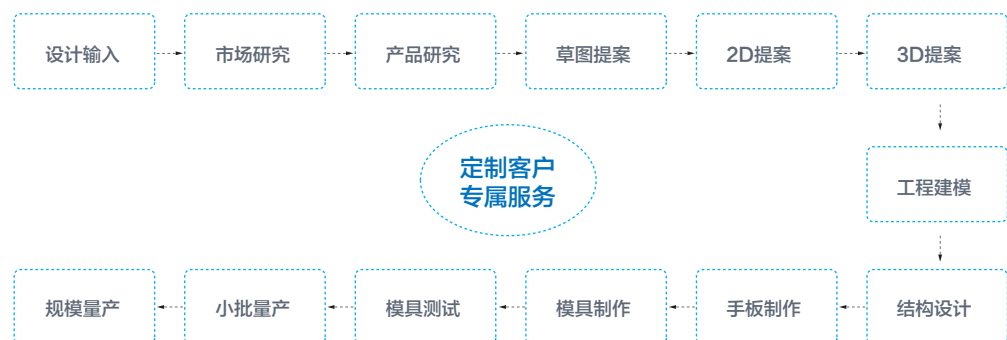 设计输入
市场研究
产品研究
草图提案
2D提案
3D提案
定制客户
专属服务
工程建模
规模量产
小批量产
模具测试
模具制作
手板制作
结构设计